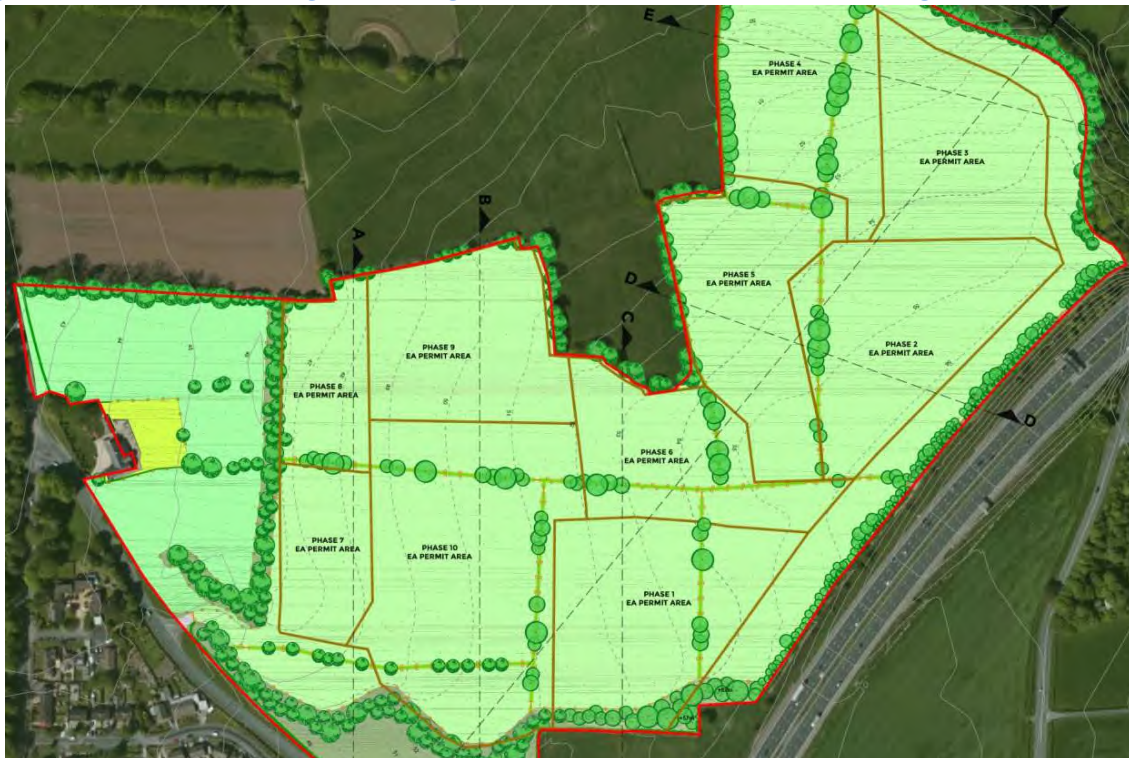 E
PHASE 4
EA PERMIT AREA
PHASE 3
EA PERMIT AREA
B
A
PHASE 5
EA PERMIT AREA
D
C
PHASE 2
EA PERMIT AREA
PHASE 9
EA PERMIT AREA
PHASE 8
EA PERMIT AREA
D
PHASE 6
EA PERMIT AREA
PHASE 7
EA PERMIT AREA
PHASE 10
EA PERMIT AREA
PHASE 1
EA PERMIT AREA